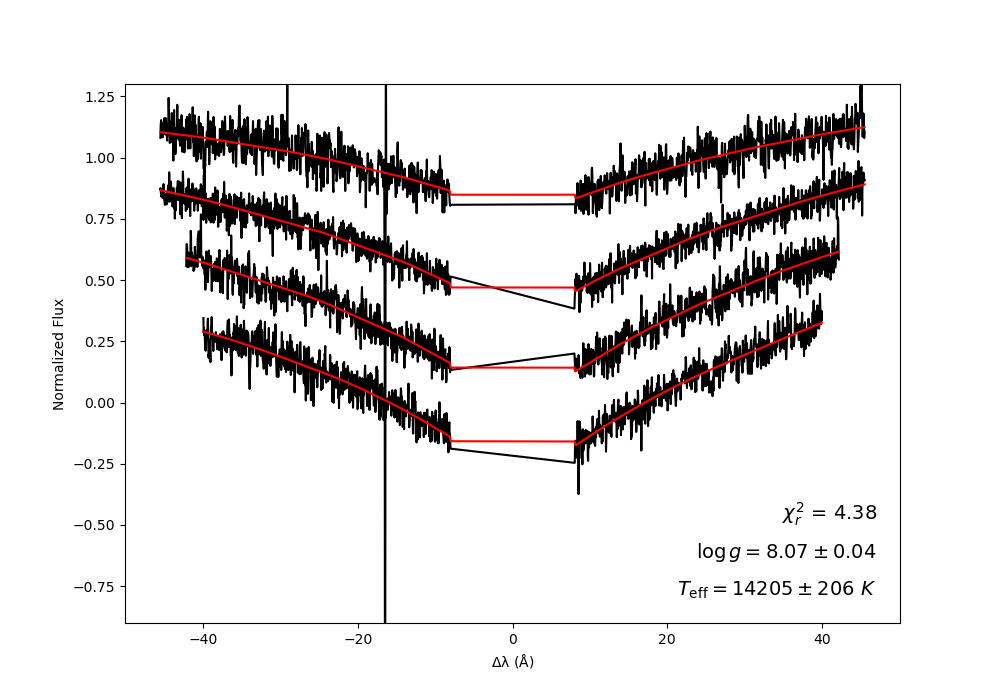 1.25
1.00
0.75
0.50
0.25
0.00
−0.25
−0.50
−0.75
Normalized Flux
χ²ᵣ = 4.38
log g = 8.07 ± 0.04
T_eff = 14205 ± 206 K
−40 −20 0 20 40
Δλ (Å)